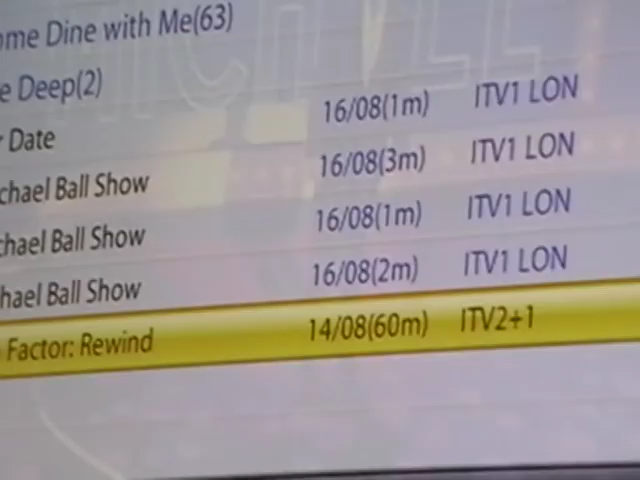 ome Dine with Me(63)
e Deep(2)
r Date 16/08(1m) ITV1 LON
chael Ball Show 16/08(3m) ITV1 LON
chael Ball Show 16/08(1m) ITV1 LON
hael Ball Show 16/08(2m) ITV1 LON
Factor: Rewind 14/08(60m) ITV2+1